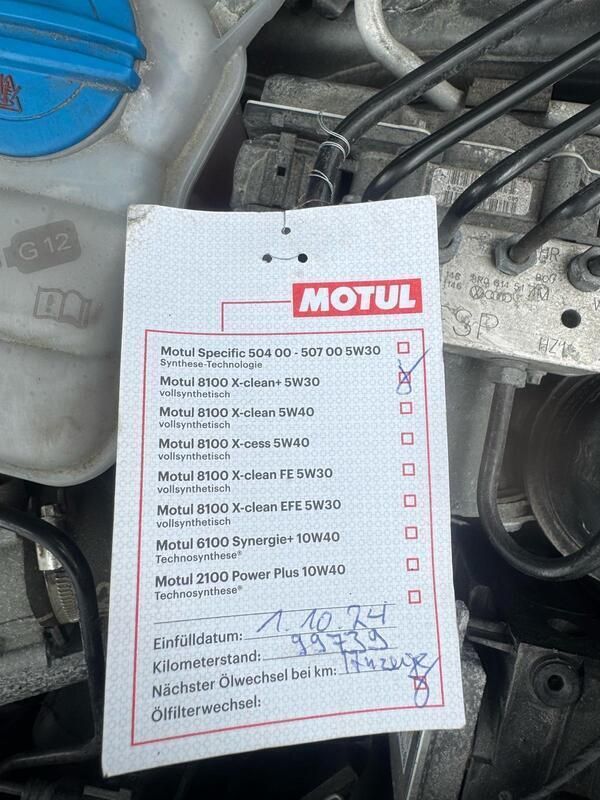 G 12
MOTUL
Motul Specific 504 00 - 507 00 5W30
Synthese-Technologie
Motul 8100 X-clean+ 5W30
vollsynthetisch
Motul 8100 X-clean 5W40
vollsynthetisch
Motul 8100 X-cess 5W40
vollsynthetisch
Motul 8100 X-clean FE 5W30
vollsynthetisch
Motul 8100 X-clean EFE 5W30
vollsynthetisch
Motul 6100 Synergie+ 10W40
Technosynthese®
Motul 2100 Power Plus 10W40
Technosynthese®
Einfülldatum: 1.10.24
Kilometerstand: 99739
Nächster Ölwechsel bei km: Anzeige
Ölfilterwechsel: